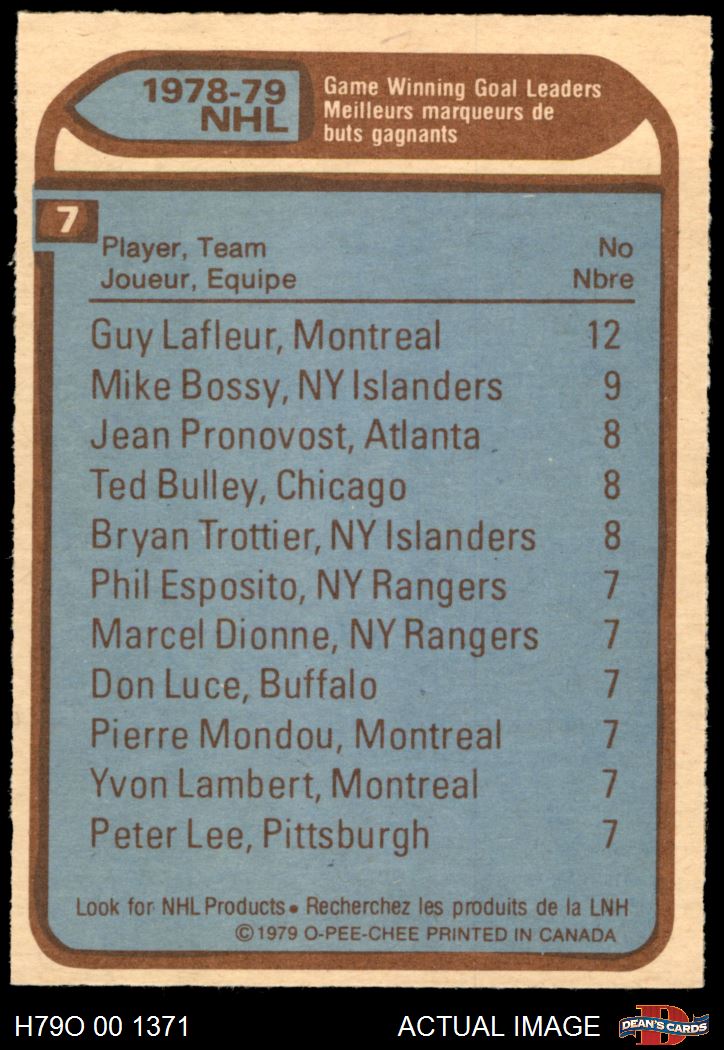 1978-79
NHL
Game Winning Goal Leaders
Meilleurs marqueurs de
buts gagnants
7
Player, Team No
Joueur, Equipe Nbre
Guy Lafleur, Montreal 12
Mike Bossy, NY Islanders 9
Jean Pronovost, Atlanta 8
Ted Bulley, Chicago 8
Bryan Trottier, NY Islanders 8
Phil Esposito, NY Rangers 7
Marcel Dionne, NY Rangers 7
Don Luce, Buffalo 7
Pierre Mondou, Montreal 7
Yvon Lambert, Montreal 7
Peter Lee, Pittsburgh 7
Look for NHL Products • Recherchez les produits de la LNH
©1979 O-PEE-CHEE PRINTED IN CANADA
H79O 00 1371 ACTUAL IMAGE
D
DEAN'S CARDS